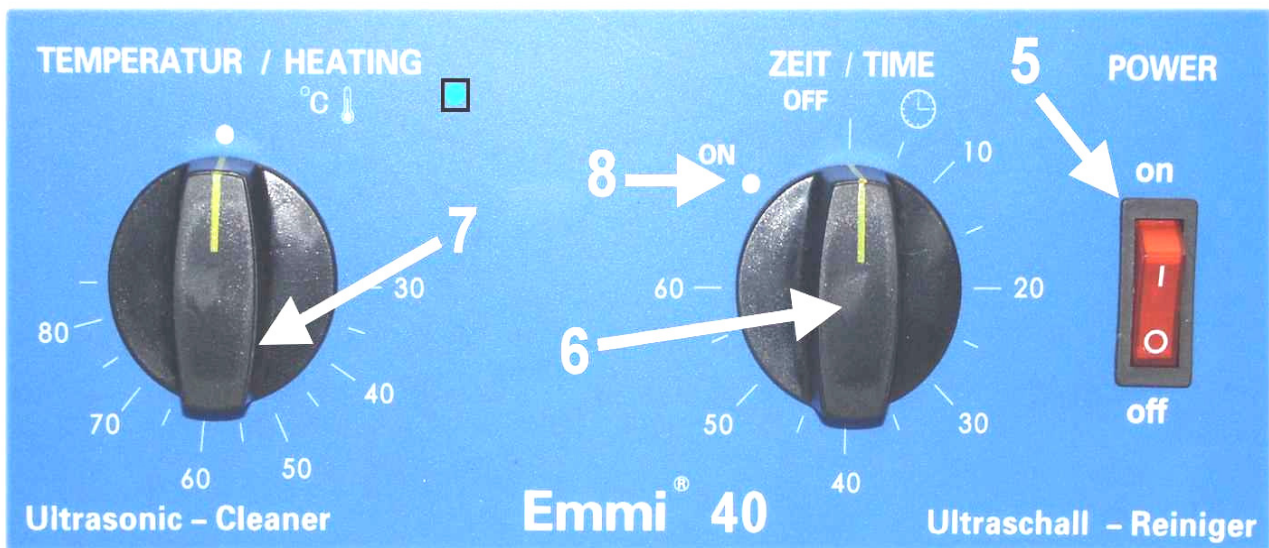 TEMPERATUR / HEATING
°C
ZEIT / TIME
OFF
5
POWER
ON
8
10
on
7
30
60
20
80
6
40
70
50
30
off
60
50
40
Ultrasonic - Cleaner
Emmi® 40
Ultraschall - Reiniger
I
O